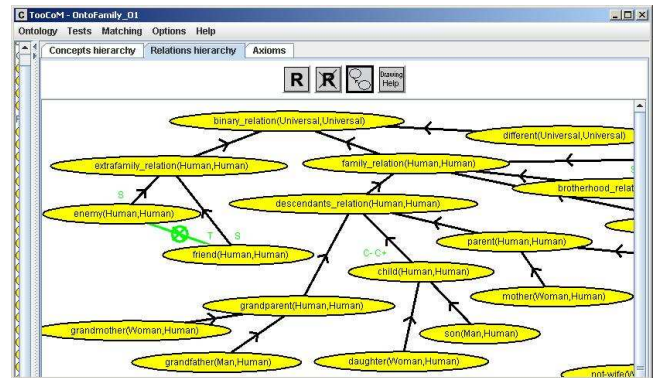 TooCoM - OntoFamily_01
Ontology Tests Matching Options Help
Concepts hierarchy Relations hierarchy Axioms
R R Drawing Help
binary_relation(Universal,Universal)
different(Universal,Universal)
extrafamily_relation(Human,Human)
family_relation(Human,Human)
S
brotherhood_relat
enemy(Human,Human)
descendants_relation(Human,Human)
T S
friend(Human,Human)
parent(Human,Human)
C- C+
child(Human,Human)
mother(Woman,Human)
grandparent(Human,Human)
grandmother(Woman,Human)
son(Man,Human)
grandfather(Man,Human)
daughter(Woman,Human)
not-wife(W